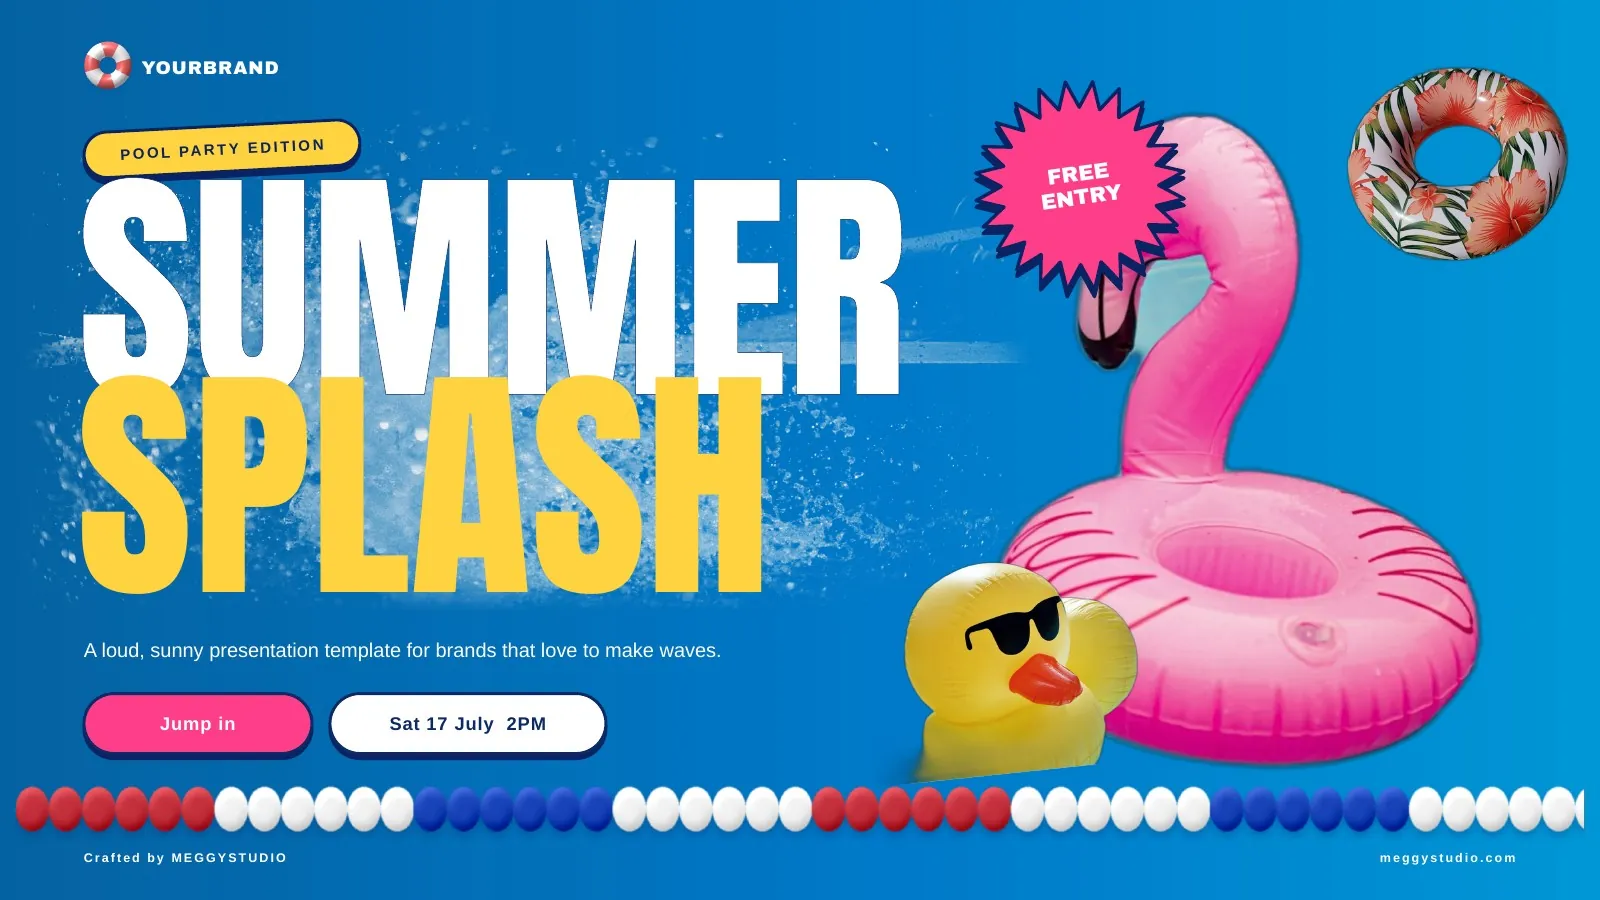 YOURBRAND
POOL PARTY EDITION
SUMMER
SPLASH
FREE
ENTRY
A loud, sunny presentation template for brands that love to make waves.
Jump in
Sat 17 July 2PM
Crafted by MEGGYSTUDIO
meggystudio.com